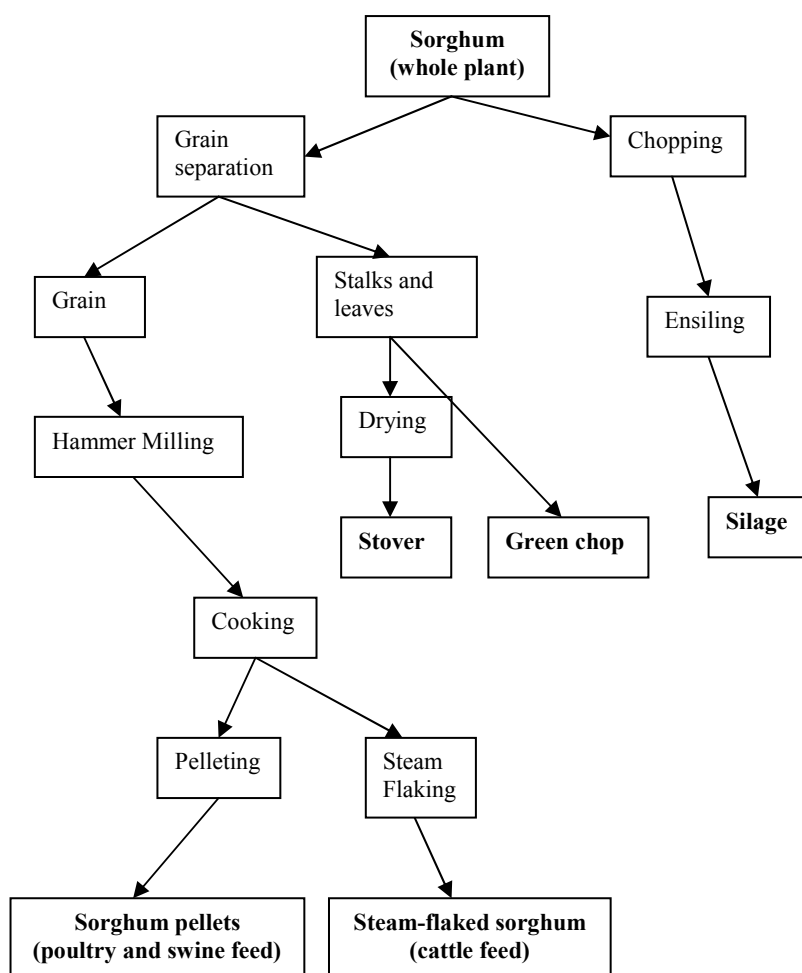 Sorghum
(whole plant)
Grain
separation
Chopping
Grain
Stalks and
leaves
Ensiling
Hammer Milling
Drying
Stover
Green chop
Silage
Cooking
Pelleting
Steam
Flaking
Sorghum pellets
(poultry and swine feed)
Steam-flaked sorghum
(cattle feed)